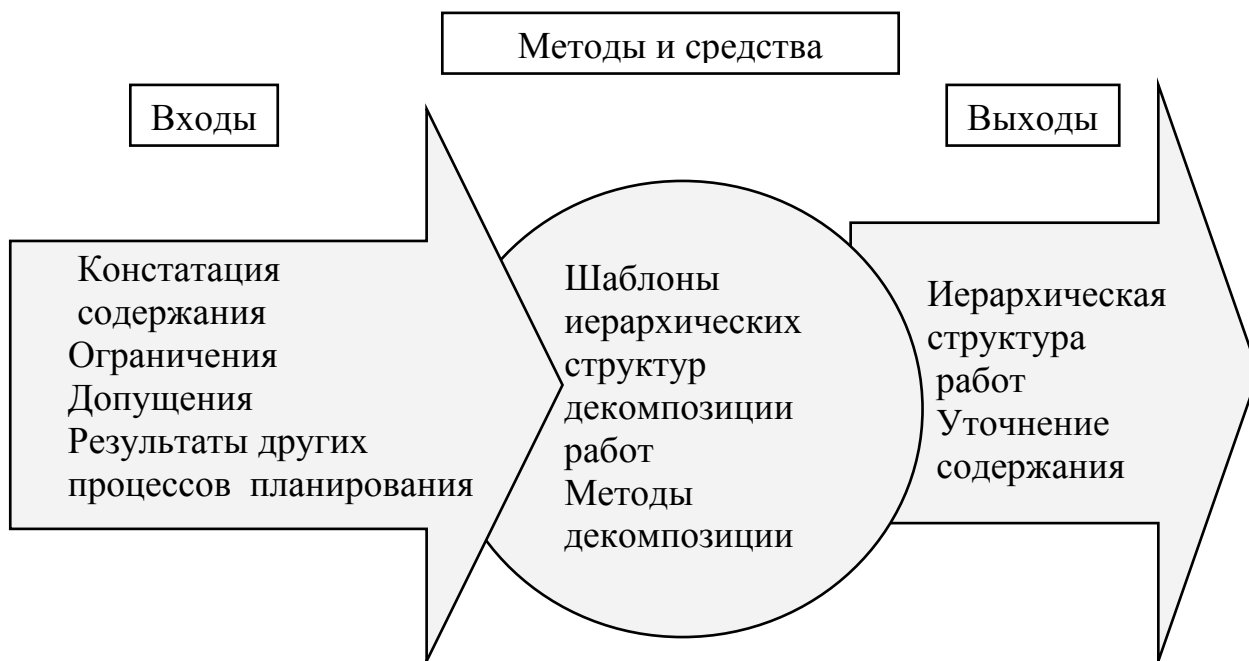 Методы и средства
Входы
Выходы
Констатация
содержания
Ограничения
Допущения
Результаты других
процессов планирования
Шаблоны
иерархических
структур
декомпозиции
работ
Методы
декомпозиции
Иерархическая
структура
работ
Уточнение
содержания